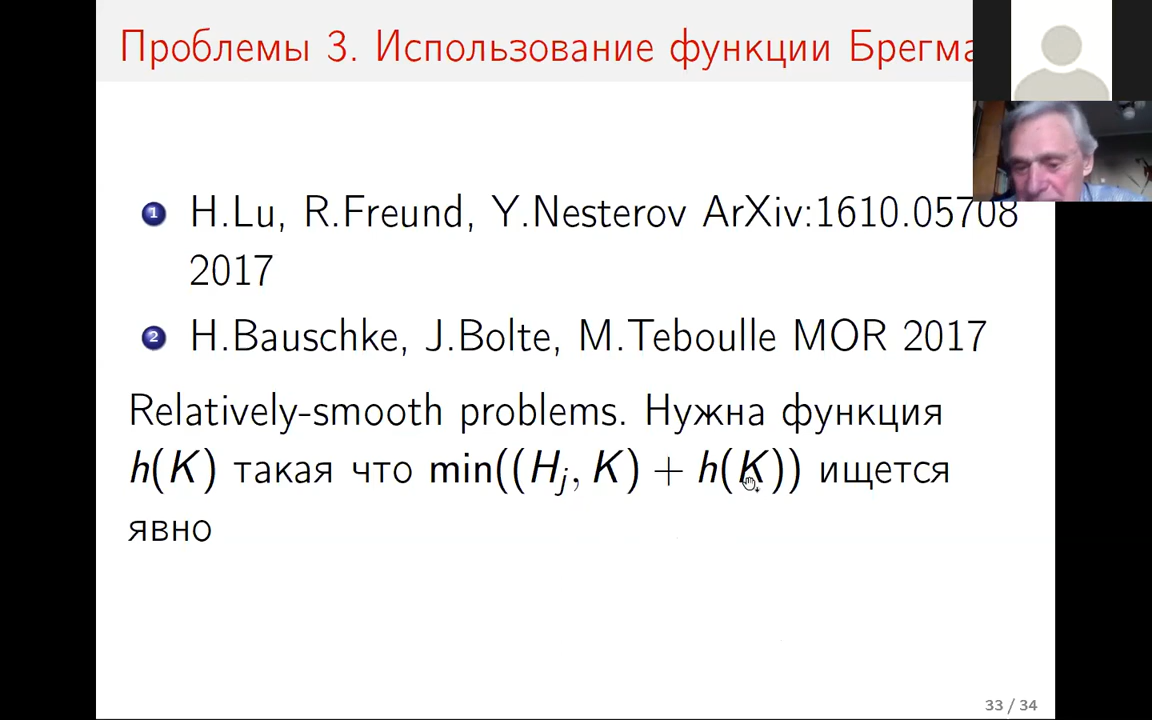 Проблемы 3. Использование функции Брегма
1 H.Lu, R.Freund, Y.Nesterov ArXiv:1610.05708
2017
2 H.Bauschke, J.Bolte, M.Teboulle MOR 2017
Relatively-smooth problems. Нужна функция
h(K) такая что min((H_j, K) + h(K)) ищется
явно
33 / 34